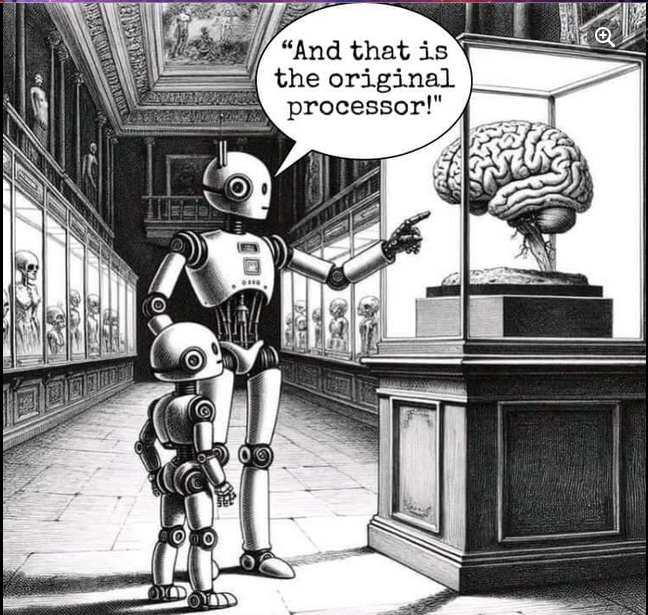 “And that is
the original
processor!"